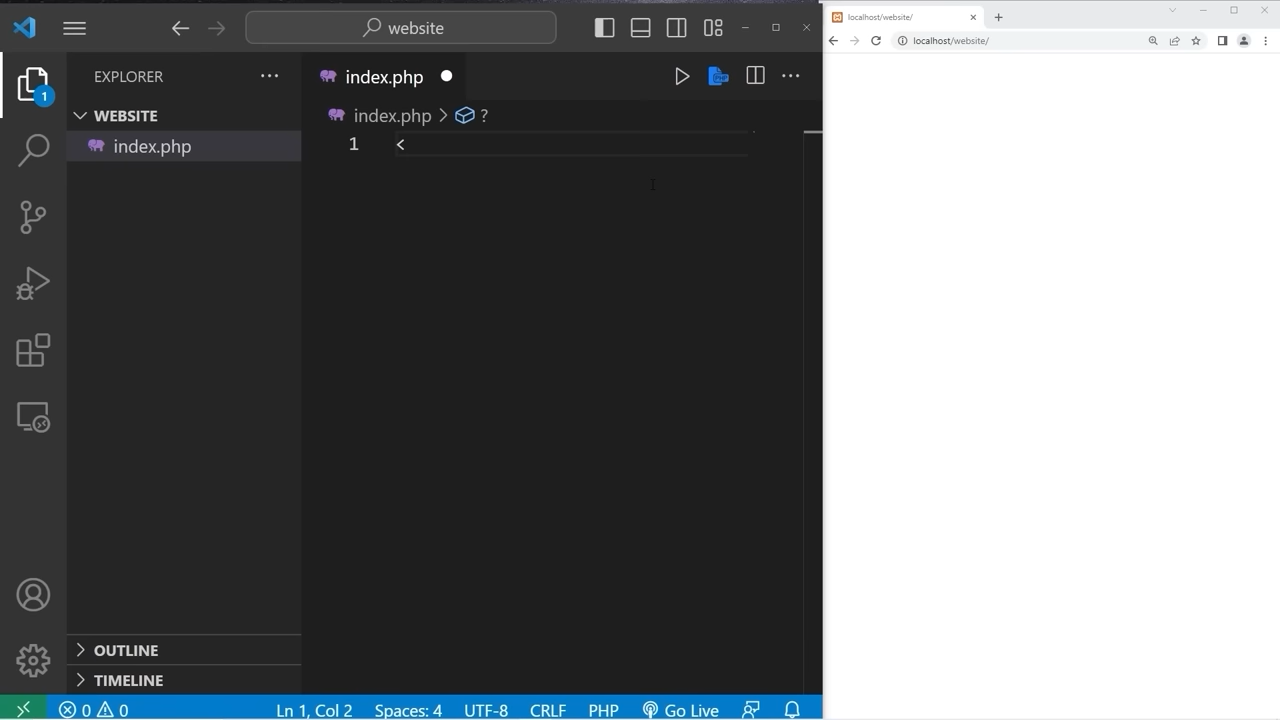 website
localhost/website/
localhost/website/
EXPLORER
index.php
1
WEBSITE
index.php > ?
index.php
1 <
OUTLINE
TIMELINE
0 0
Ln 1, Col 2
Spaces: 4
UTF-8
CRLF
PHP
Go Live